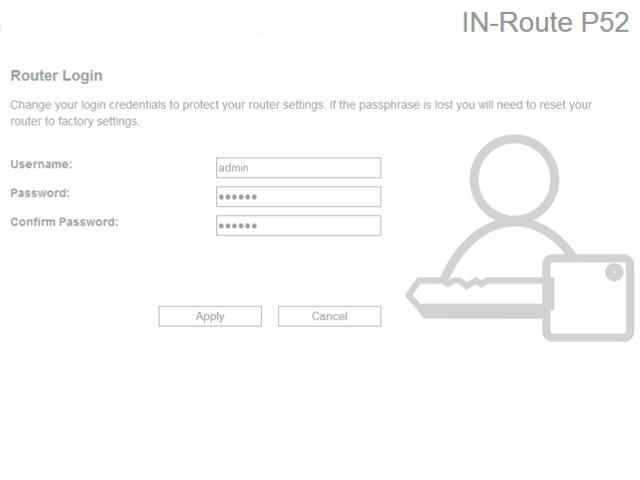 IN-Route P52
Router Login
Change your login credentials to protect your router settings. If the passphrase is lost you will need to reset your
router to factory settings.
Username:
admin
Password:
••••••
Confirm Password:
••••••
Apply
Cancel